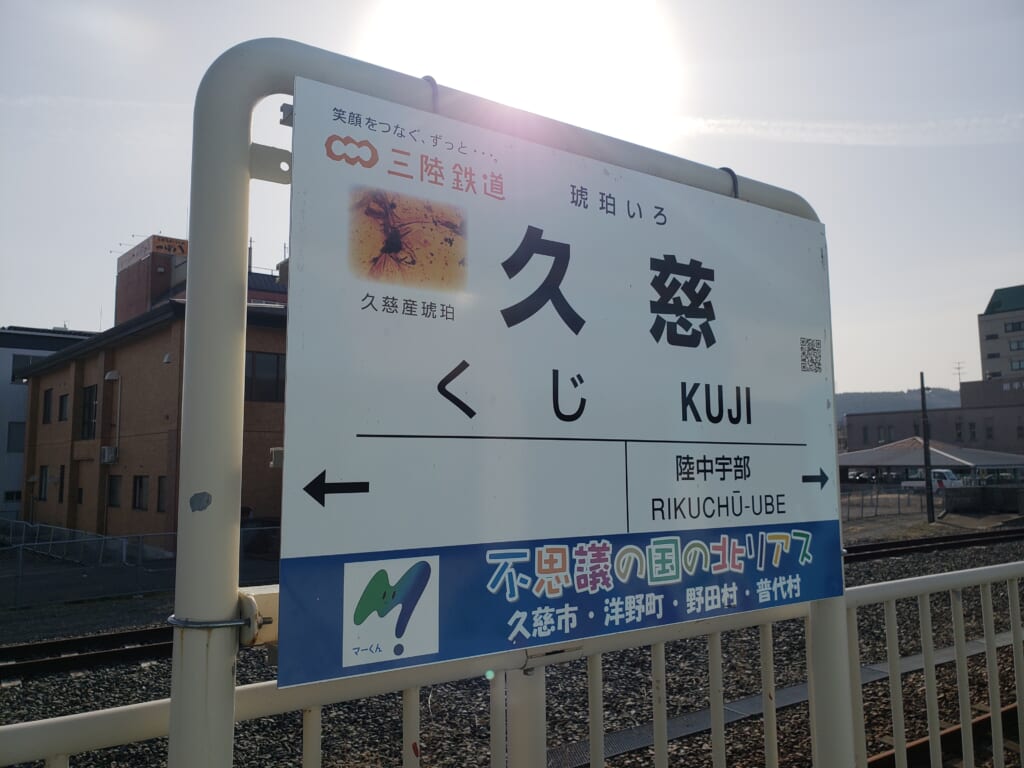 笑顔をつなぐ、ずっと・・・。
三陸鉄道
琥珀いろ
久慈産琥珀
久慈
くじ KUJI
陸中宇部
RIKUCHŪ-UBE
不思議の国の北リアス
久慈市・洋野町・野田村・普代村
マーくん